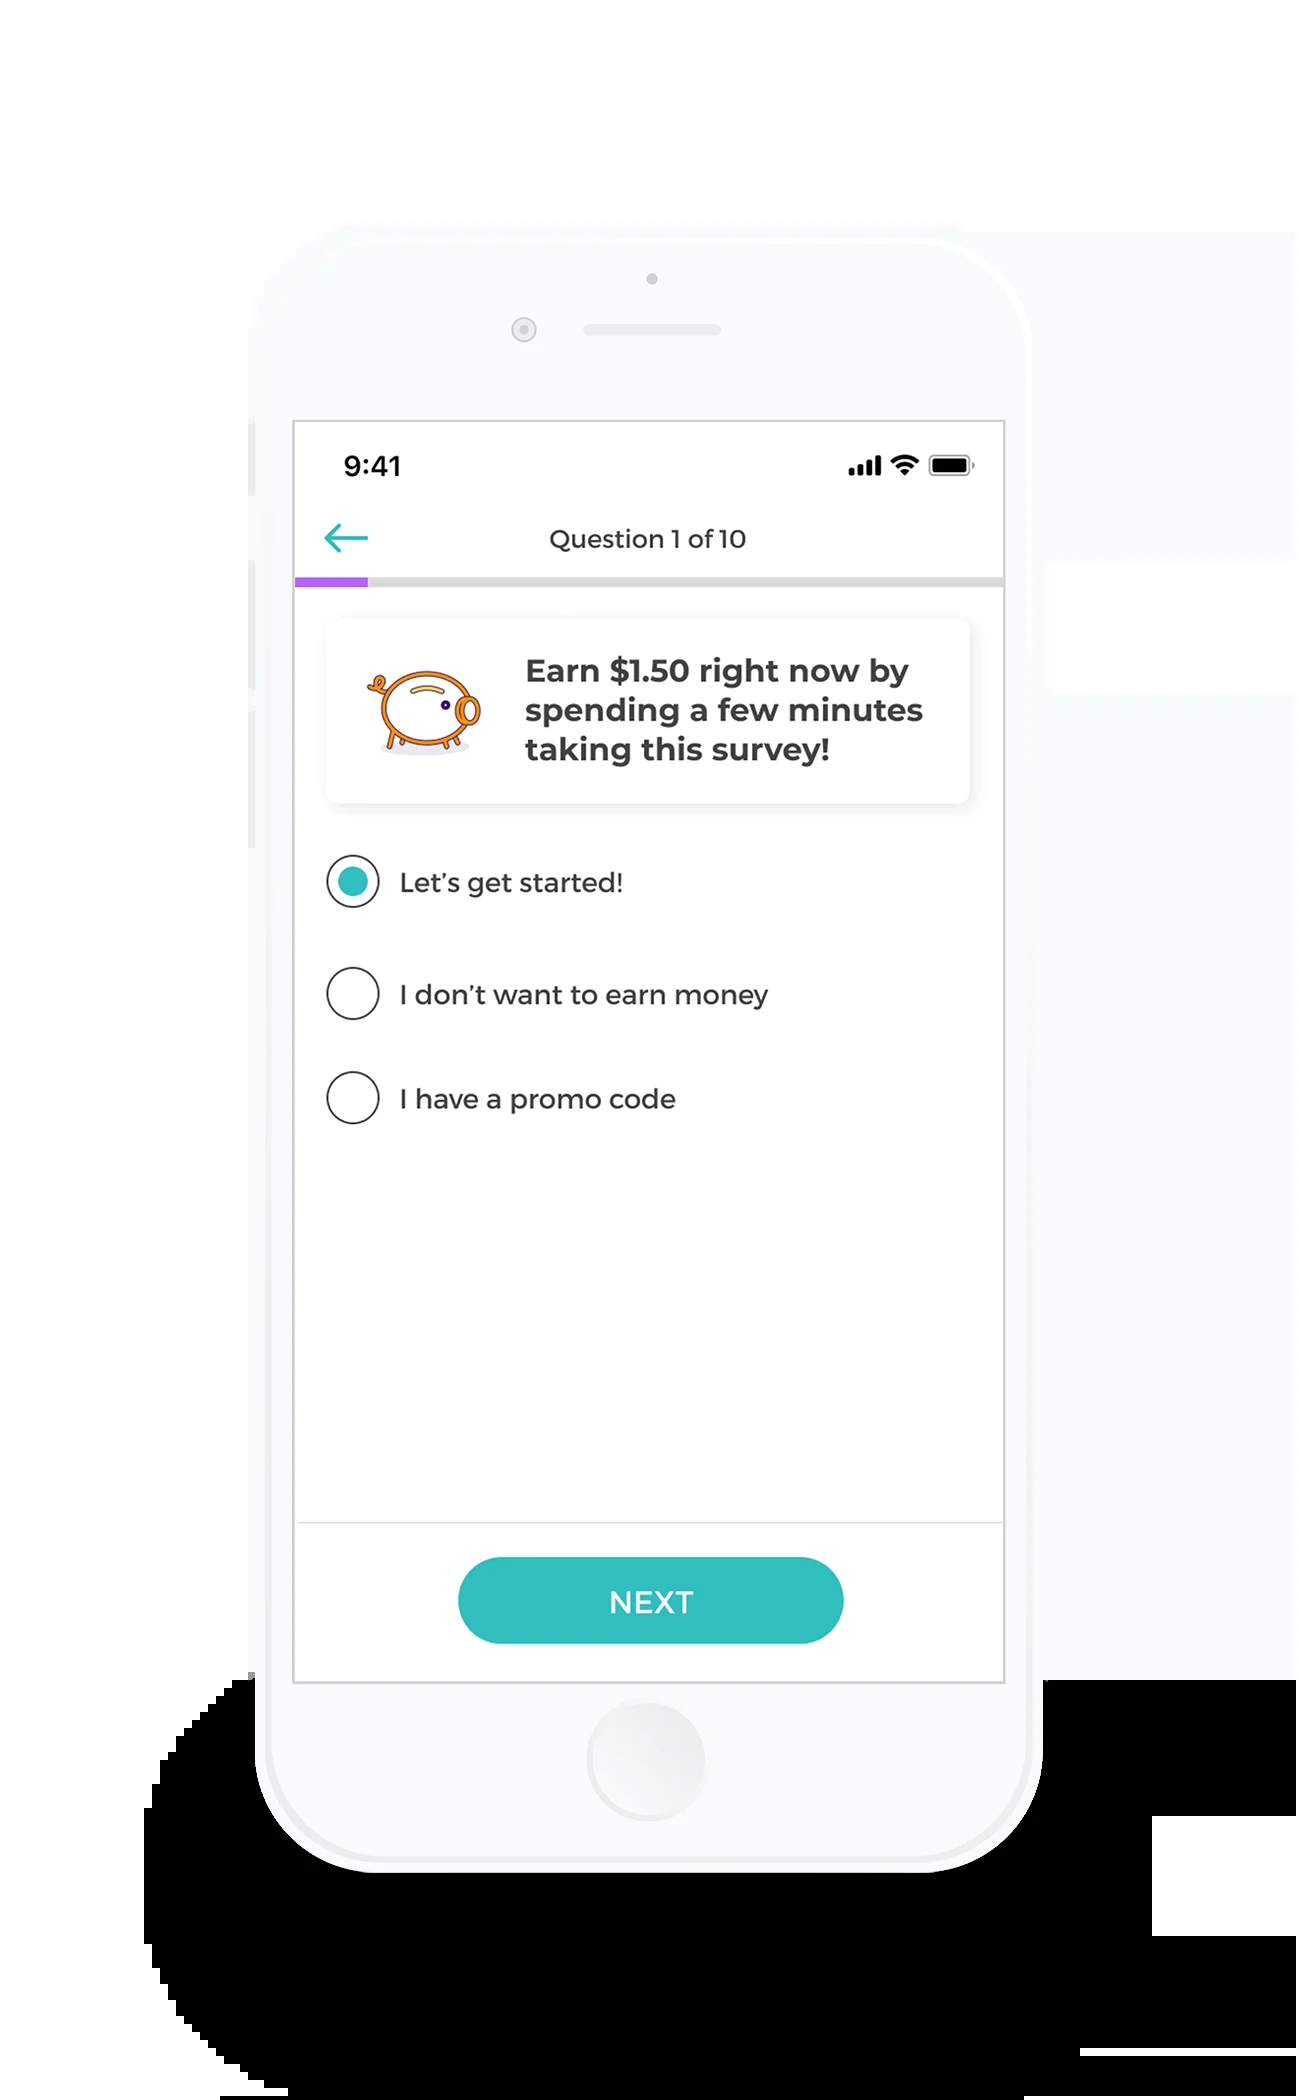 9:41
Question 1 of 10
Earn $1.50 right now by
spending a few minutes
taking this survey!
Let’s get started!
I don’t want to earn money
I have a promo code
NEXT